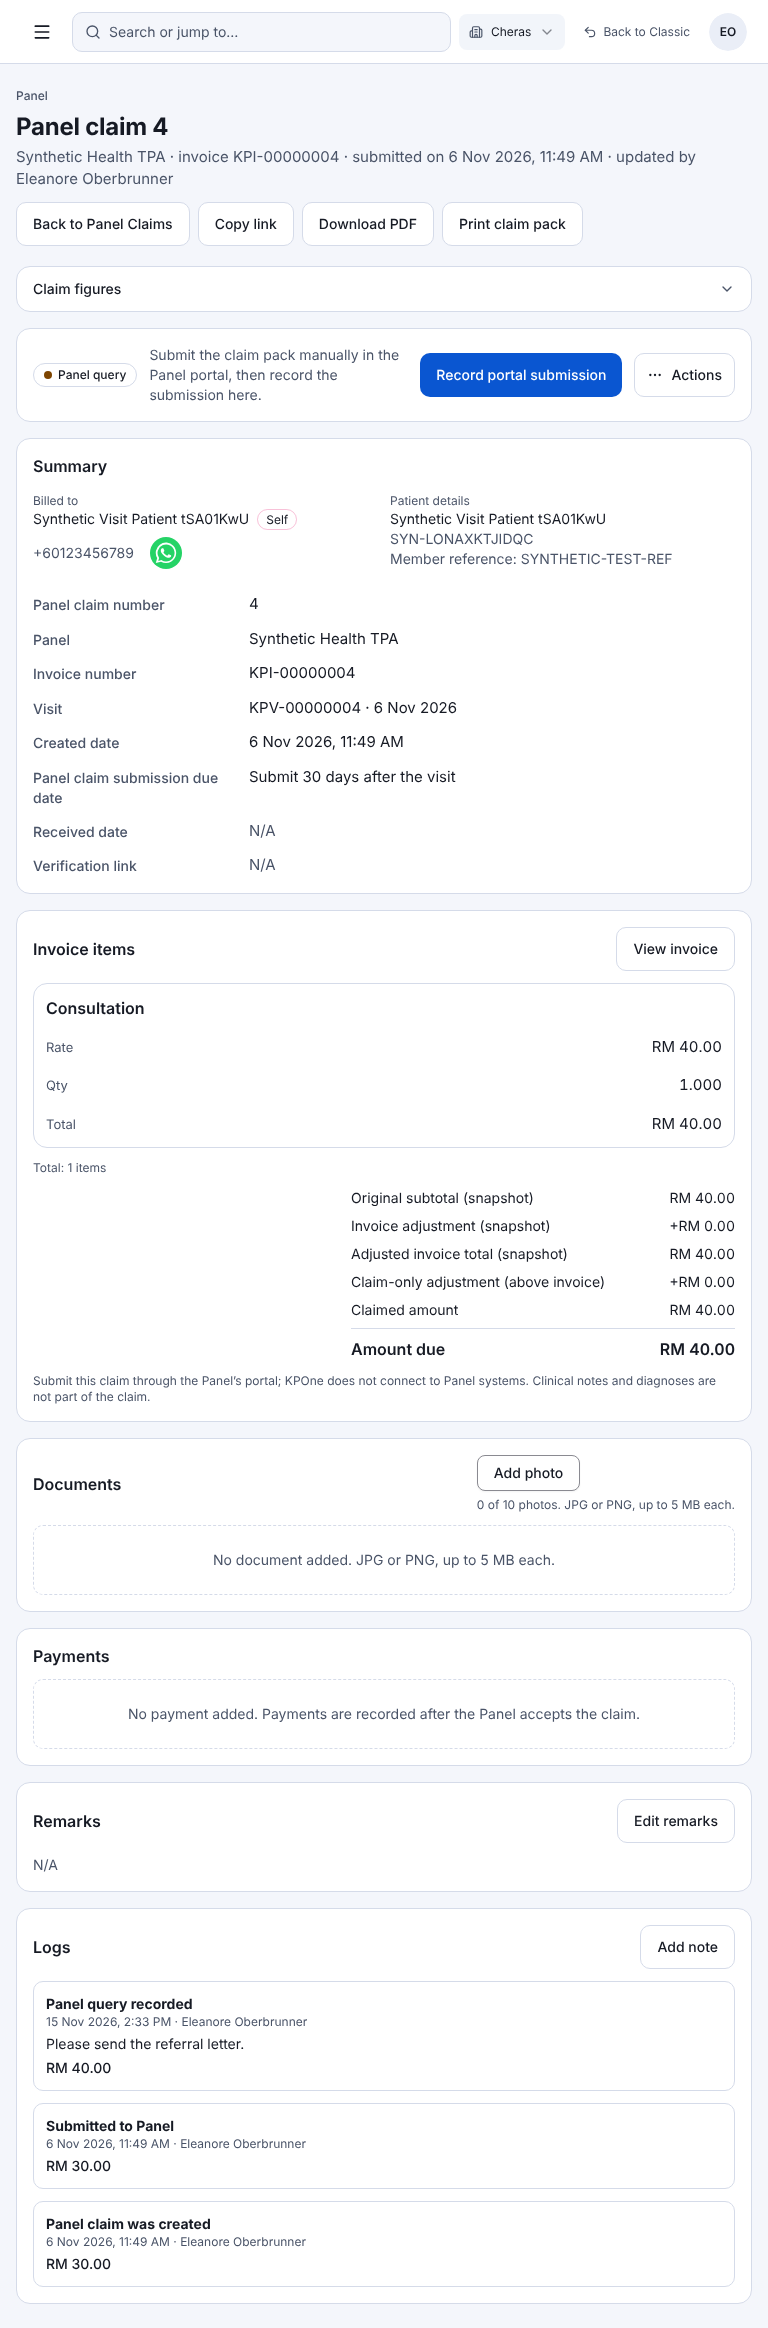 Search or jump to...
Cheras
Back to Classic
EO
Panel
Panel claim 4
Synthetic Health TPA · invoice KPI-00000004 · submitted on 6 Nov 2026, 11:49 AM · updated by
Eleanore Oberbrunner
Back to Panel Claims
Copy link
Download PDF
Print claim pack
Claim figures
Panel query
Submit the claim pack manually in the
Panel portal, then record the
submission here.
Record portal submission
··· Actions
Summary
Billed to
Synthetic Visit Patient tSA01KwU Self
+60123456789
Patient details
Synthetic Visit Patient tSA01KwU
SYN-LONAXKTJIDQC
Member reference: SYNTHETIC-TEST-REF
Panel claim number 4
Panel Synthetic Health TPA
Invoice number KPI-00000004
Visit KPV-00000004 · 6 Nov 2026
Created date 6 Nov 2026, 11:49 AM
Panel claim submission due
date
Submit 30 days after the visit
Received date N/A
Verification link N/A
Invoice items
View invoice
Consultation
Rate RM 40.00
Qty 1.000
Total RM 40.00
Total: 1 items
Original subtotal (snapshot) RM 40.00
Invoice adjustment (snapshot) +RM 0.00
Adjusted invoice total (snapshot) RM 40.00
Claim-only adjustment (above invoice) +RM 0.00
Claimed amount RM 40.00
Amount due RM 40.00
Submit this claim through the Panel’s portal; KPOne does not connect to Panel systems. Clinical notes and diagnoses are
not part of the claim.
Documents
Add photo
0 of 10 photos. JPG or PNG, up to 5 MB each.
No document added. JPG or PNG, up to 5 MB each.
Payments
No payment added. Payments are recorded after the Panel accepts the claim.
Remarks
Edit remarks
N/A
Logs
Add note
Panel query recorded
15 Nov 2026, 2:33 PM · Eleanore Oberbrunner
Please send the referral letter.
RM 40.00
Submitted to Panel
6 Nov 2026, 11:49 AM · Eleanore Oberbrunner
RM 30.00
Panel claim was created
6 Nov 2026, 11:49 AM · Eleanore Oberbrunner
RM 30.00